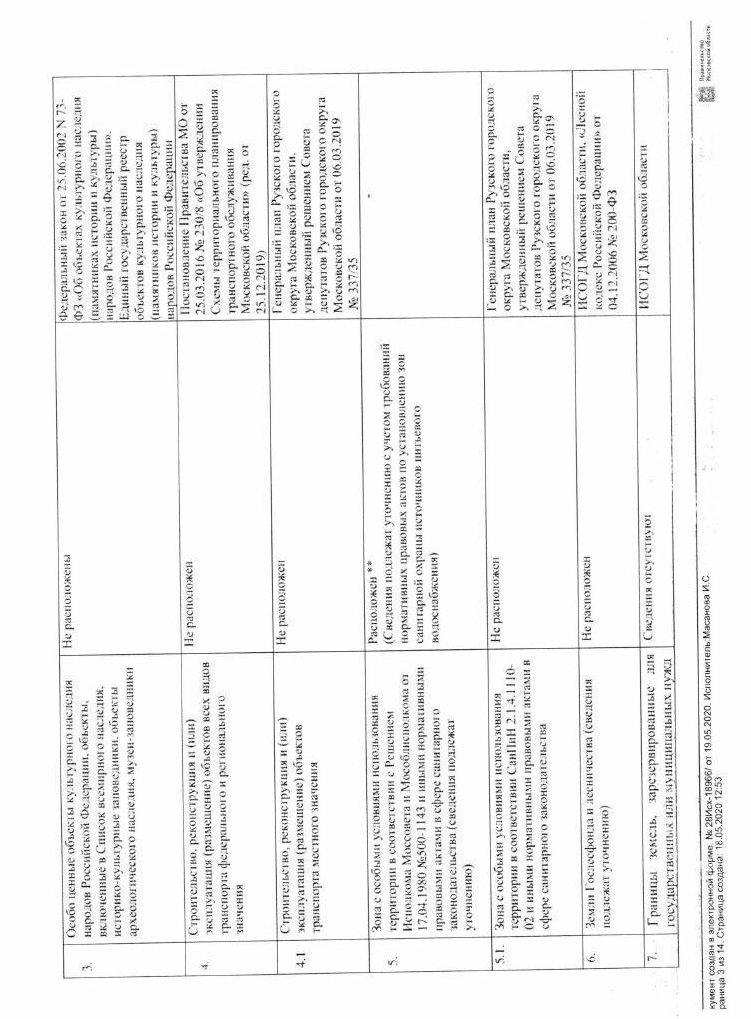 3.
Особо ценные объекты культурного наследия
народов Российской Федерации, объекты,
включенные в Список всемирного наследия,
историко-культурные заповедники, объекты
археологического наследия, музеи-заповедники
Не расположены
Федеральный закон от 25.06.2002 N 73-
ФЗ «Об объектах культурного наследия
(памятниках истории и культуры)
народов Российской Федерации».
Единый государственный реестр
объектов культурного наследия
(памятников истории и культуры)
народов Российской Федерации
4.
Строительство, реконструкция и (или)
эксплуатация (размещение) объектов всех видов
транспорта федерального и регионального
значения
Не расположен
Постановление Правительства МО от
25.03.2016 № 230/8 «Об утверждении
Схемы территориального планирования
транспортного обслуживания
Московской области» (ред. от
25.12.2019)
4.1
Строительство, реконструкция и (или)
эксплуатация (размещение) объектов
транспорта местного значения
Не расположен
Генеральный план Рузского городского
округа Московской области,
утвержденный решением Совета
депутатов Рузского городского округа
Московской области от 06.03.2019
№ 337/35
5.
Зона с особыми условиями использования
территории в соответствии с Решением
Исполкома Моссовета и Мособлисполкома от
17.04.1980 №500-1143 и иными нормативными
правовыми актами в сфере санитарного
законодательства (сведения подлежат
уточнению)
Расположен **
(Сведения подлежат уточнению с учетом требований
нормативных правовых актов по установлению зон
санитарной охраны источников питьевого
водоснабжения)
-
5.1.
Зона с особыми условиями использования
территории в соответствии СанПиН 2.1.4.1110-
02 и иными нормативными правовыми актами в
сфере санитарного законодательства
Не расположен
Генеральный план Рузского городского
округа Московской области,
утвержденный решением Совета
депутатов Рузского городского округа
Московской области от 06.03.2019
№ 337/35
6.
Земли Гослесфонда и лесничества (сведения
подлежат уточнению)
Не расположен
ИСОГД Московской области, «Лесной
кодекс Российской Федерации» от
04.12.2006 № 200-ФЗ
7.
Границы земель, зарезервированные для
государственных или муниципальных нужд
Сведения отсутствуют
ИСОГД Московской области
кумент создан в электронной форме. № 28Исх-18966/ от 19.05.2020. Исполнитель:Масанова И.С.
раница 3 из 14. Страница создана: 18.05.2020 12:53
Правительство
Московской области